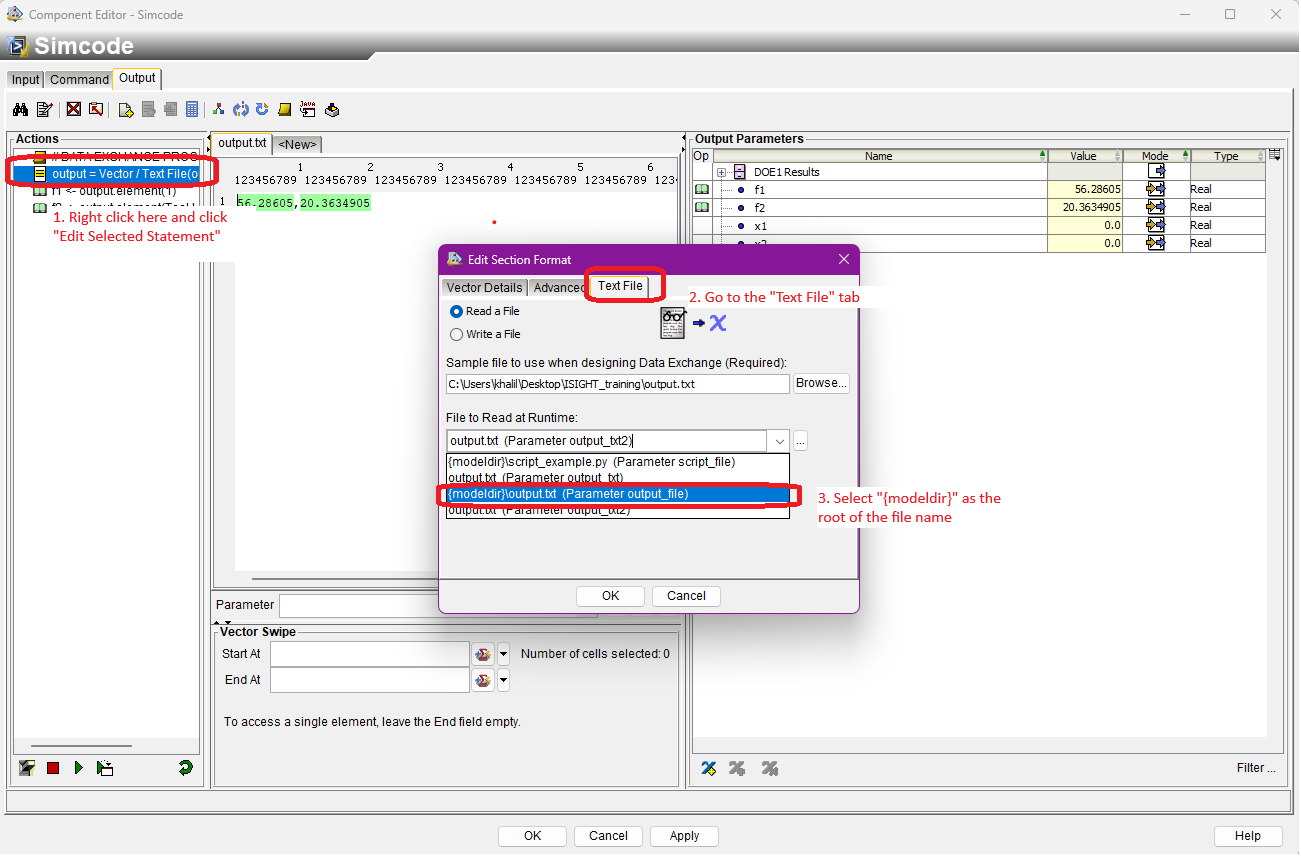 Component Editor - Simcode
Simcode
Input Command Output
Actions
# DATA EXCHANGE PROG
output = Vector / Text File(o
f1 <- output.element(1)
1. Right click here and click
"Edit Selected Statement"
output.txt <New>
1 2 3 4 5 6
123456789 123456789 123456789 123456789 123456789 123456789 123
1 56.28605,20.3634905
Output Parameters
Op Name Value Mode Type
DOE1 Results
f1 56.28605 Real
f2 20.3634905 Real
x1 0.0 Real
x2 0.0 Real
Edit Section Format
Vector Details Advanced Text File
2. Go to the "Text File" tab
Read a File
Write a File
Sample file to use when designing Data Exchange (Required):
C:\Users\khalil\Desktop\ISIGHT_training\output.txt Browse...
File to Read at Runtime:
output.txt (Parameter output_txt2) ...
{modeldir}\script_example.py (Parameter script_file)
output.txt (Parameter output_txt)
{modeldir}\output.txt (Parameter output_file)
output.txt (Parameter output_txt2)
3. Select "{modeldir}" as the
root of the file name
OK Cancel
Parameter
Vector Swipe
Start At Number of cells selected: 0
End At
To access a single element, leave the End field empty.
Filter ...
OK Cancel Apply Help